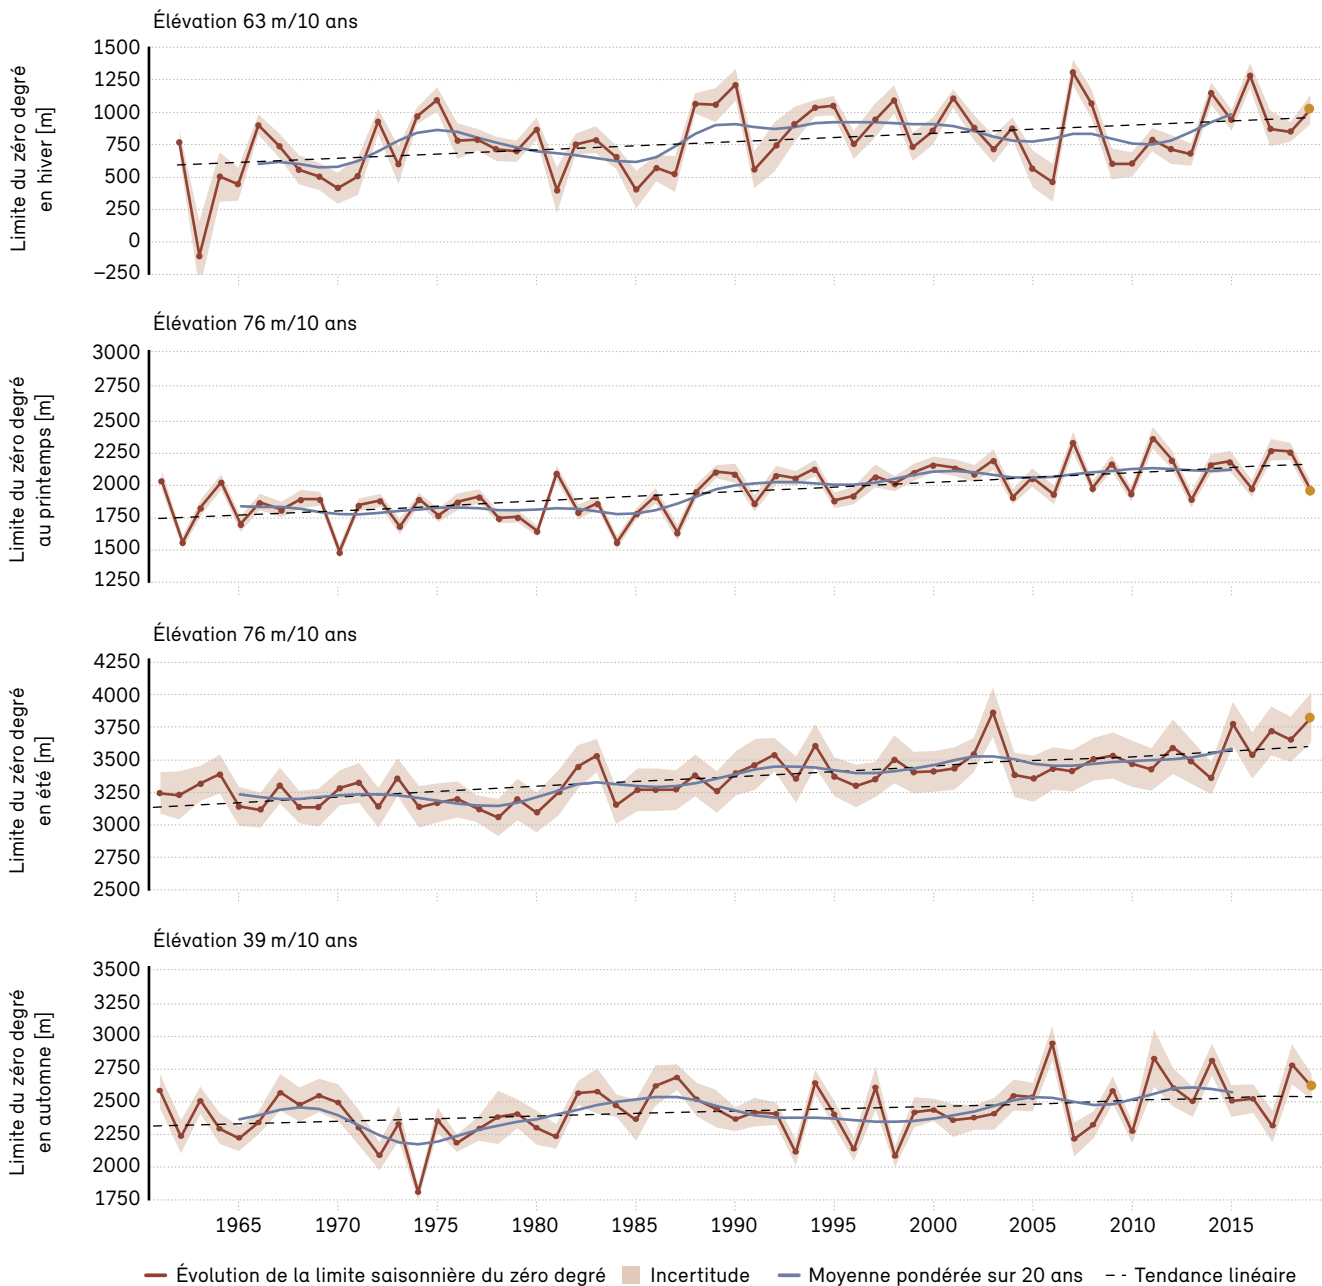 Élévation 63 m/10 ans
Limite du zéro degré
en hiver [m]
1500
1250
1000
750
500
250
0
–250
Élévation 76 m/10 ans
Limite du zéro degré
au printemps [m]
3000
2750
2500
2250
2000
1750
1500
1250
Élévation 76 m/10 ans
Limite du zéro degré
en été [m]
4250
4000
3750
3500
3250
3000
2750
2500
Élévation 39 m/10 ans
Limite du zéro degré
en automne [m]
3500
3250
3000
2750
2500
2250
2000
1750
1965 1970 1975 1980 1985 1990 1995 2000 2005 2010 2015
Évolution de la limite saisonnière du zéro degré Incertitude Moyenne pondérée sur 20 ans Tendance linéaire